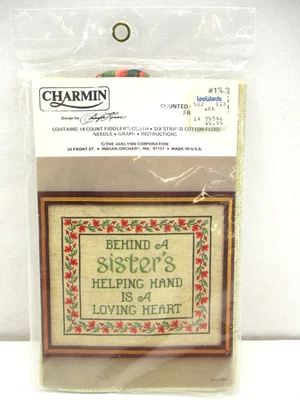 #13-3
CHARMIN
LeeWards
COUNTED
Design by
CONTAINS: 14 COUNT FIDDLER'S CLOTH • SIX STRAND COTTON FLOSS
NEEDLE • GRAPH • INSTRUCTIONS
© THE JANLYNN CORPORATION
34 FRONT ST. • INDIAN ORCHARD, MA. 01151 • MADE IN U.S.A.
BEHIND A
sister's
HELPING HAND
IS A
LOVING HEART